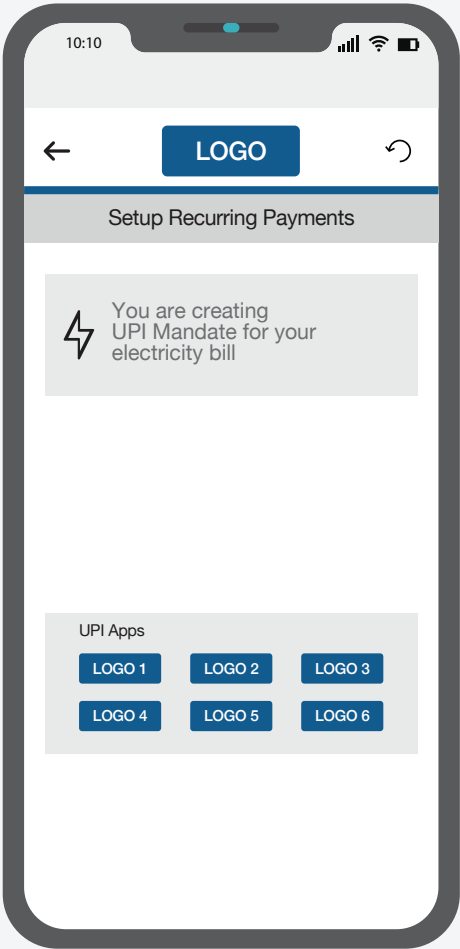 10:10
LOGO
Setup Recurring Payments
You are creating
UPI Mandate for your
electricity bill
UPI Apps
LOGO 1 LOGO 2 LOGO 3
LOGO 4 LOGO 5 LOGO 6